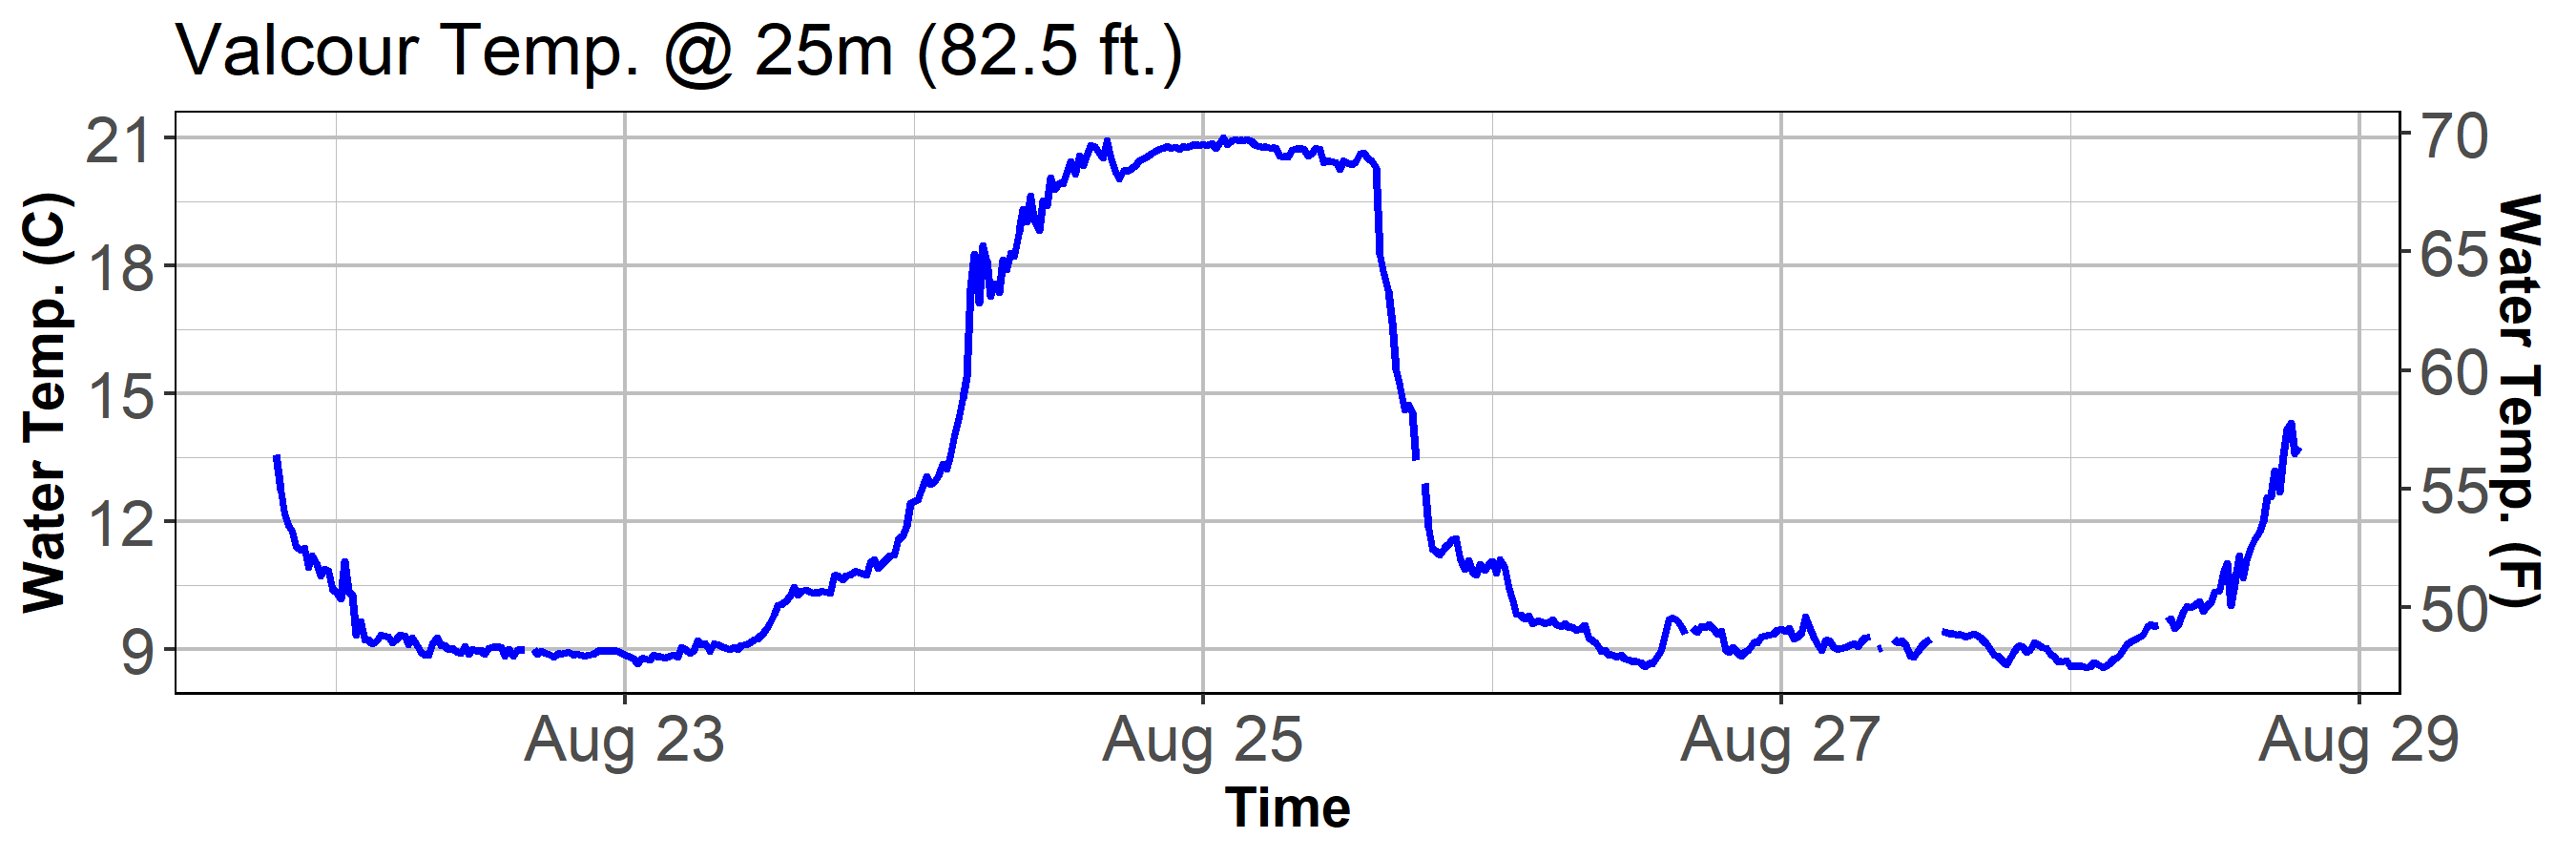 Valcour Temp. @ 25m (82.5 ft.)
Water Temp. (C)
21
18
15
12
9
70
65
60
55
50
Water Temp. (F)
Aug 23
Aug 25
Aug 27
Aug 29
Time